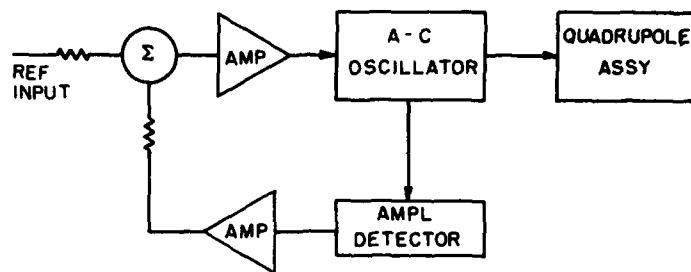 REF
INPUT
Σ
AMP
A-C
OSCILLATOR
QUADRUPOLE
ASSY
AMP
AMPL
DETECTOR